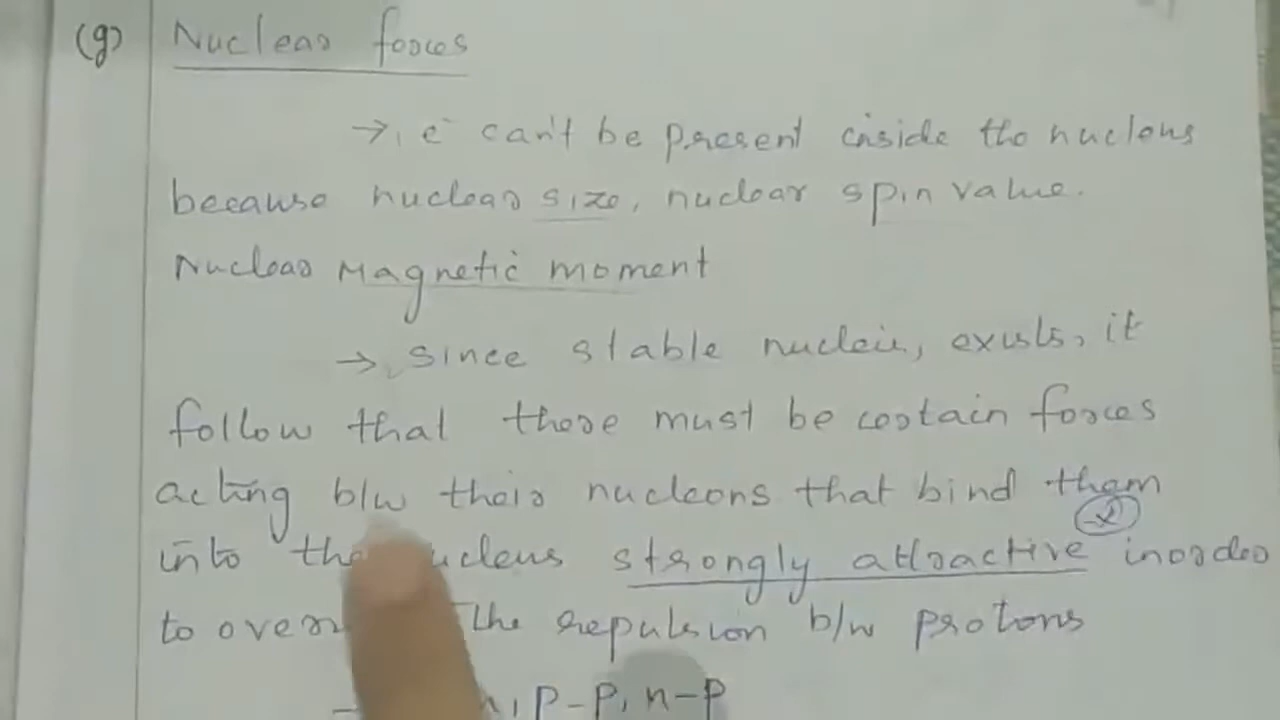 (g) Nuclear forces
→ e⁻ can't be present inside the nucleus
because nuclear size, nuclear spin value.
Nuclear Magnetic moment
→ since stable nucleii, exists, it
follow that there must be certain forces
acting b/w their nucleons that bind them
into the nucleus strongly attractive inorder
to over the repulsion b/w protons
p-p, n-p